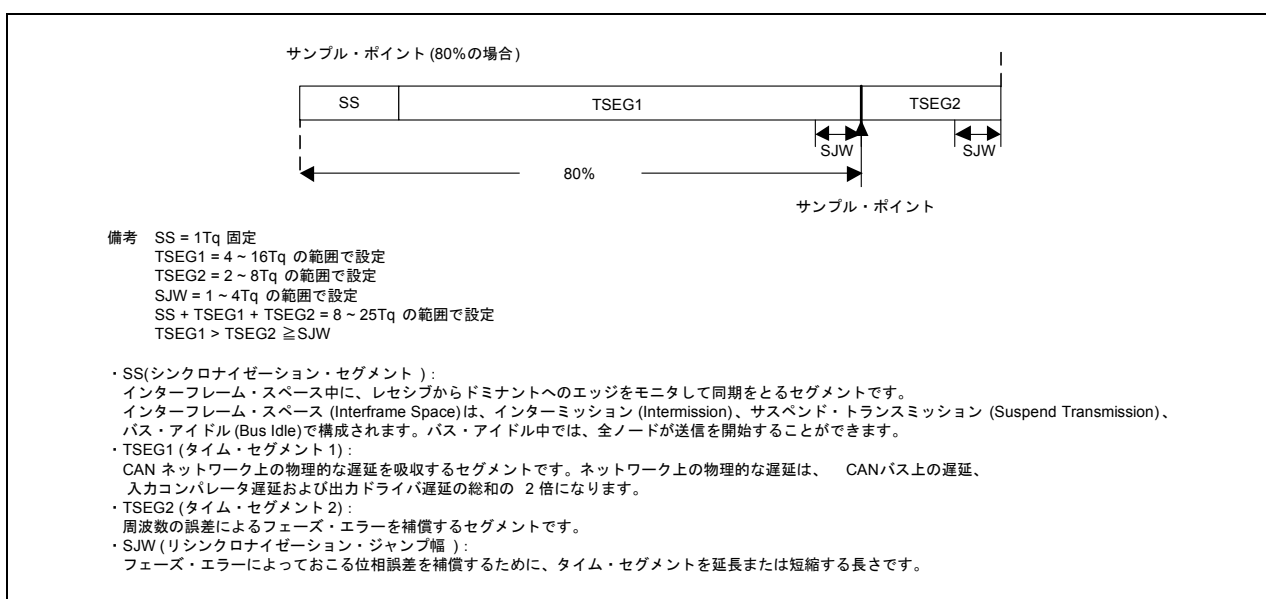 サンプル・ポイント (80%の場合)
SS
TSEG1
TSEG2
SJW
SJW
80%
サンプル・ポイント
備考 SS = 1Tq 固定
TSEG1 = 4 ~ 16Tq の範囲で設定
TSEG2 = 2 ~ 8Tq の範囲で設定
SJW = 1 ~ 4Tq の範囲で設定
SS + TSEG1 + TSEG2 = 8 ~ 25Tq の範囲で設定
TSEG1 > TSEG2 ≧SJW
・SS(シンクロナイゼーション・セグメント ) :
インターフレーム・スペース中に、レセシブからドミナントへのエッジをモニタして同期をとるセグメントです。
インターフレーム・スペース (Interframe Space)は、インターミッション (Intermission)、サスペンド・トランスミッション (Suspend Transmission)、
バス・アイドル (Bus Idle)で構成されます。バス・アイドル中では、全ノードが送信を開始することができます。
・TSEG1 (タイム・セグメント 1) :
CAN ネットワーク上の物理的な遅延を吸収するセグメントです。ネットワーク上の物理的な遅延は、 CANバス上の遅延、
入力コンパレータ遅延および出力ドライバ遅延の総和の 2 倍になります。
・TSEG2 (タイム・セグメント 2) :
周波数の誤差によるフェーズ・エラーを補償するセグメントです。
・SJW (リシンクロナイゼーション・ジャンプ幅 ) :
フェーズ・エラーによっておこる位相誤差を補償するために、タイム・セグメントを延長または短縮する長さです。